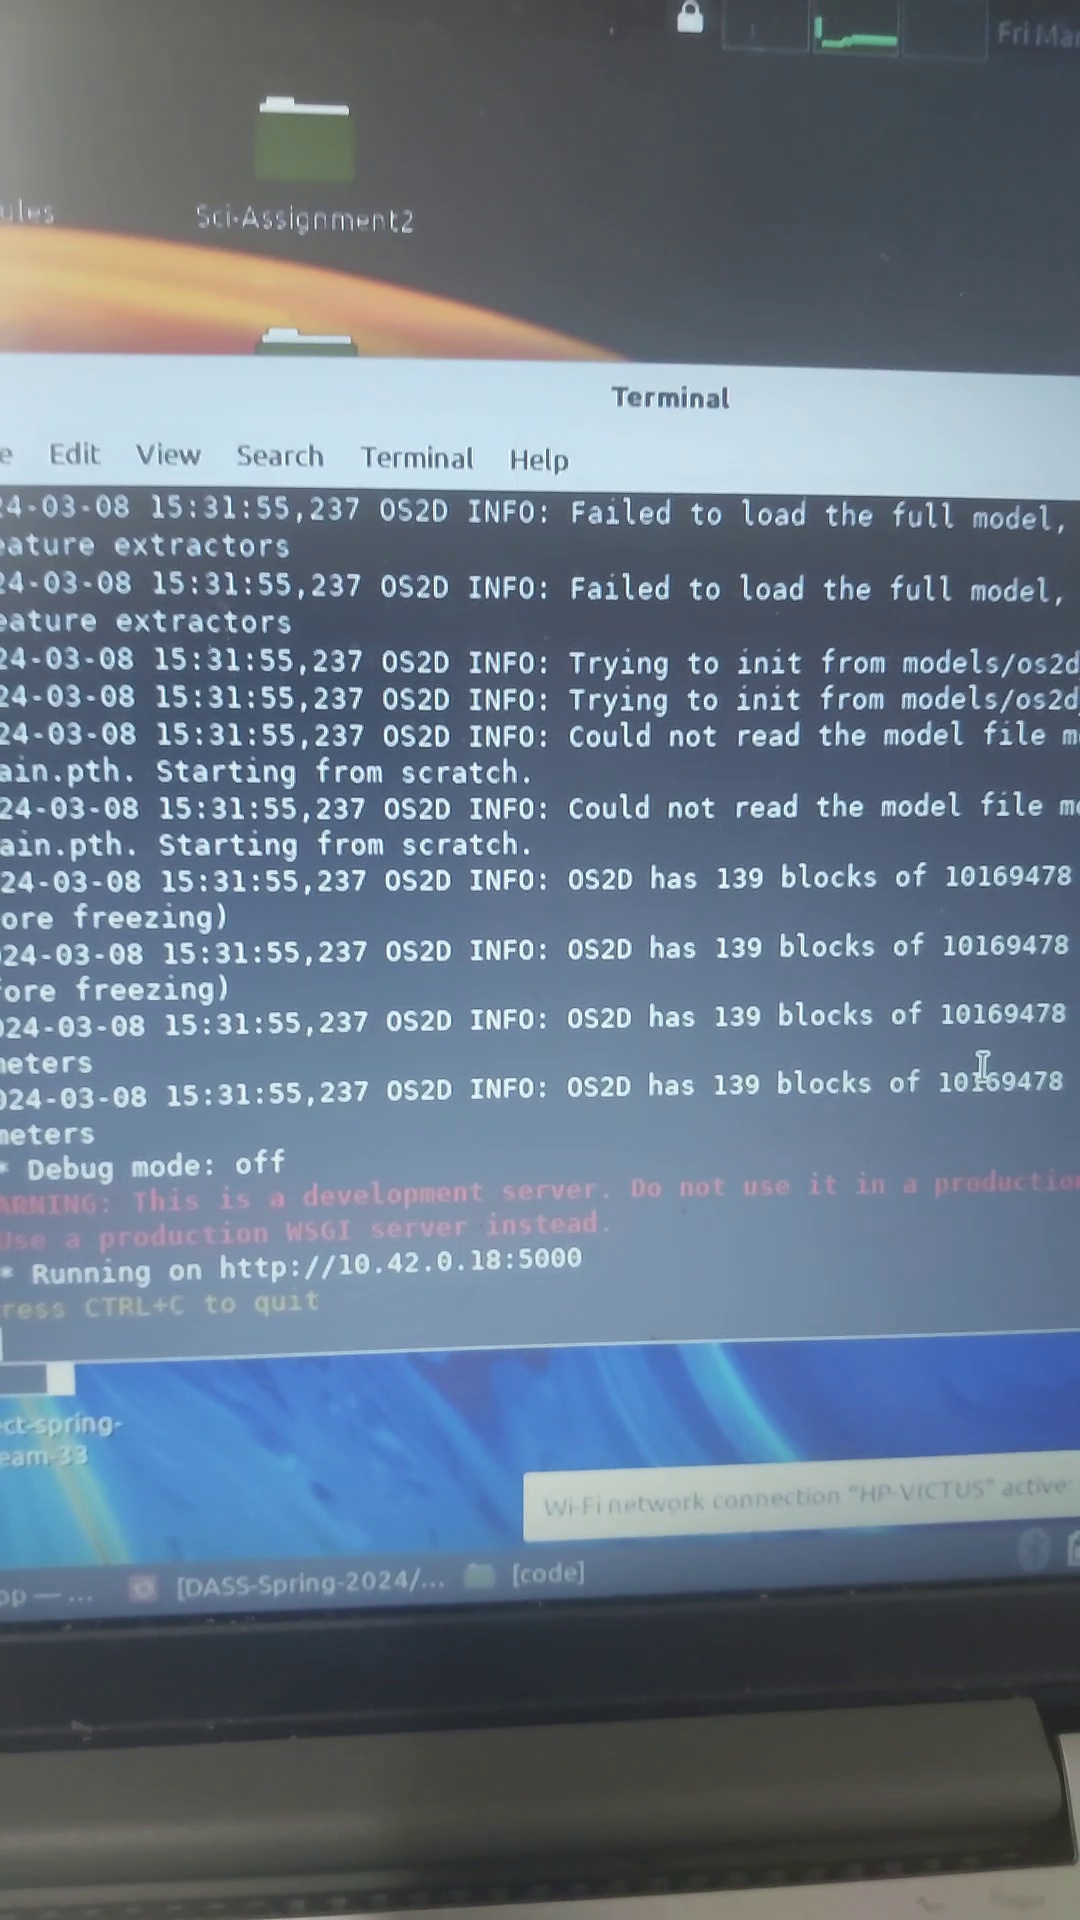 Fri Mar
ules
Sci-Assignment2
Terminal
e Edit View Search Terminal Help
24-03-08 15:31:55,237 OS2D INFO: Failed to load the full model,
eature extractors
24-03-08 15:31:55,237 OS2D INFO: Failed to load the full model,
eature extractors
24-03-08 15:31:55,237 OS2D INFO: Trying to init from models/os2d
24-03-08 15:31:55,237 OS2D INFO: Trying to init from models/os2d
24-03-08 15:31:55,237 OS2D INFO: Could not read the model file m
ain.pth. Starting from scratch.
24-03-08 15:31:55,237 OS2D INFO: Could not read the model file mo
ain.pth. Starting from scratch.
24-03-08 15:31:55,237 OS2D INFO: OS2D has 139 blocks of 10169478
ore freezing)
024-03-08 15:31:55,237 OS2D INFO: OS2D has 139 blocks of 10169478
fore freezing)
024-03-08 15:31:55,237 OS2D INFO: OS2D has 139 blocks of 10169478
meters
024-03-08 15:31:55,237 OS2D INFO: OS2D has 139 blocks of 10169478
meters
* Debug mode: off
ARNING: This is a development server. Do not use it in a production
Use a production WSGI server instead.
* Running on http://10.42.0.18:5000
ress CTRL+C to quit
ct-spring-
eam-33
Wi-Fi network connection “HP-VICTUS” active:
pp — ... [DASS-Spring-2024/... [code]